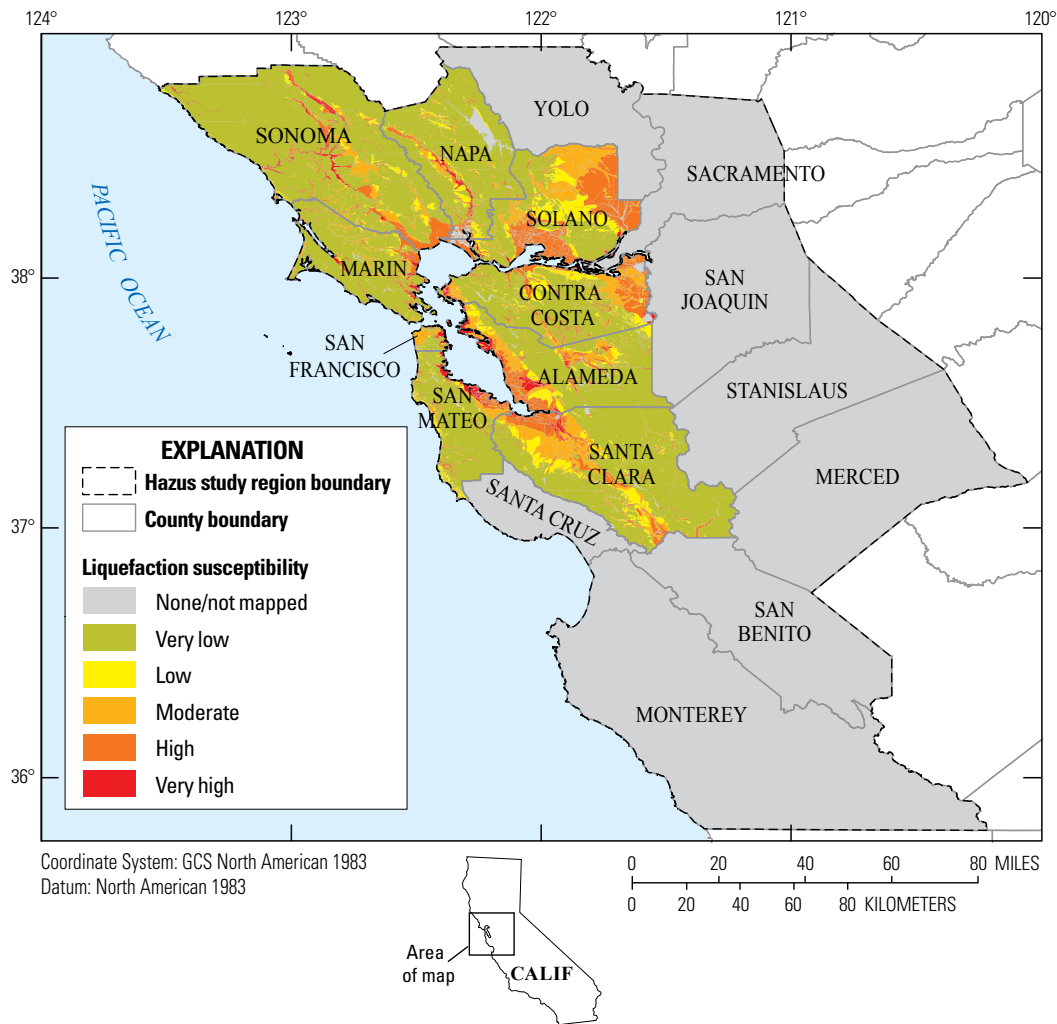 124° 123° 122° 121° 120°
YOLO
SONOMA
NAPA
SACRAMENTO
SOLANO
PACIFIC OCEAN
38°
MARIN
SAN
JOAQUIN
CONTRA
COSTA
SAN
FRANCISCO
ALAMEDA
STANISLAUS
SAN
MATEO
SANTA
CLARA
MERCED
SANTA CRUZ
37°
SAN
BENITO
MONTEREY
36°
EXPLANATION
Hazus study region boundary
County boundary
Liquefaction susceptibility
None/not mapped
Very low
Low
Moderate
High
Very high
Coordinate System: GCS North American 1983
Datum: North American 1983
0 20 40 60 80 MILES
0 20 40 60 80 KILOMETERS
Area
of map
CALIF